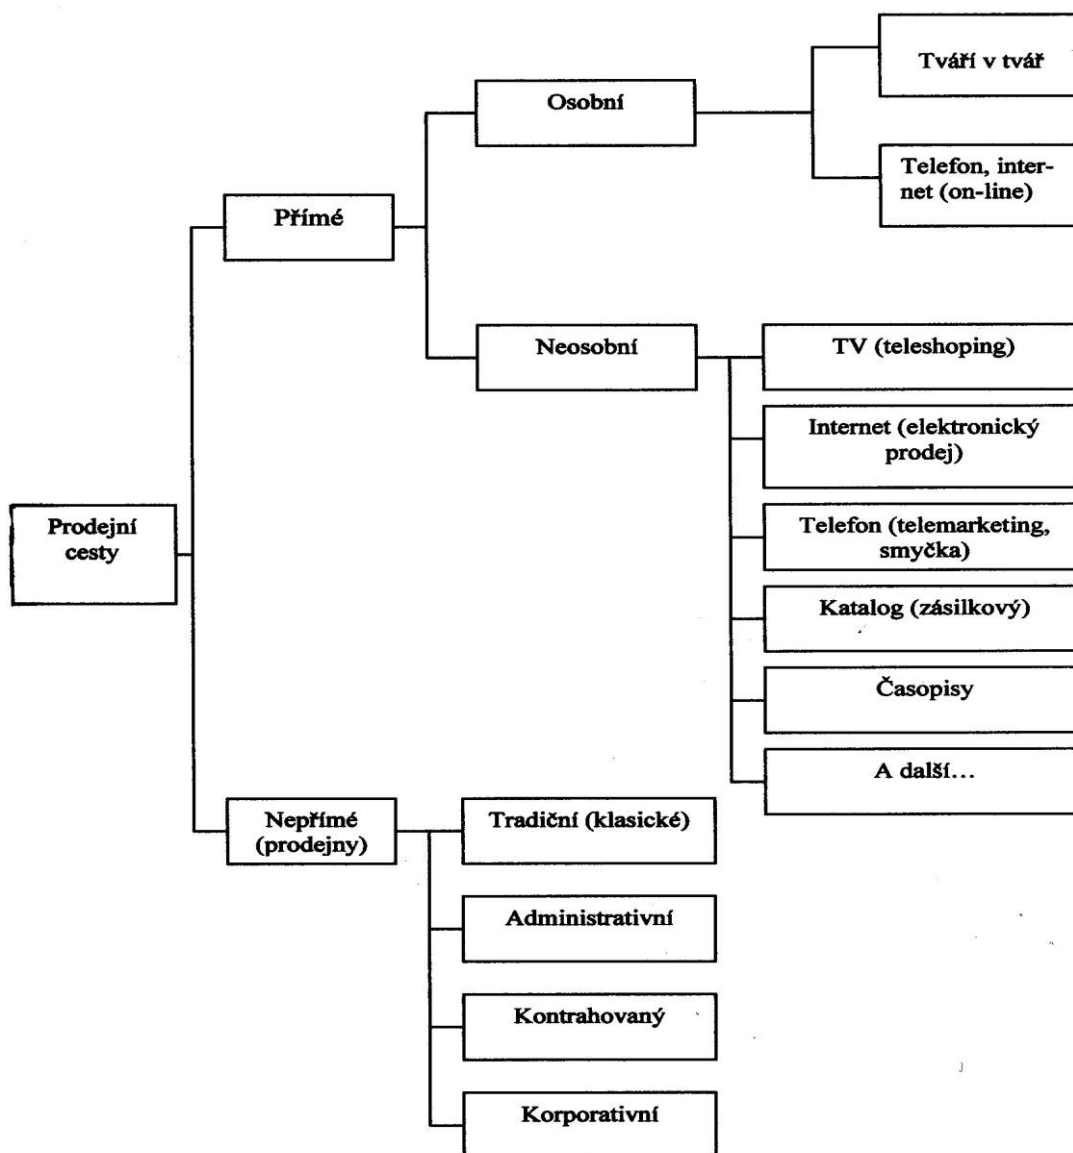 Tváří v tvář
Osobní
Telefon, inter-
net (on-line)
Přímé
Neosobní
TV (teleshoping)
Internet (elektronický
prodej)
Prodejní
cesty
Telefon (telemarketing,
smyčka)
Katalog (zásilkový)
Časopisy
A další...
Nepřímé
(prodejny)
Tradiční (klasické)
Administrativní
Kontrahovaný
Korporativní